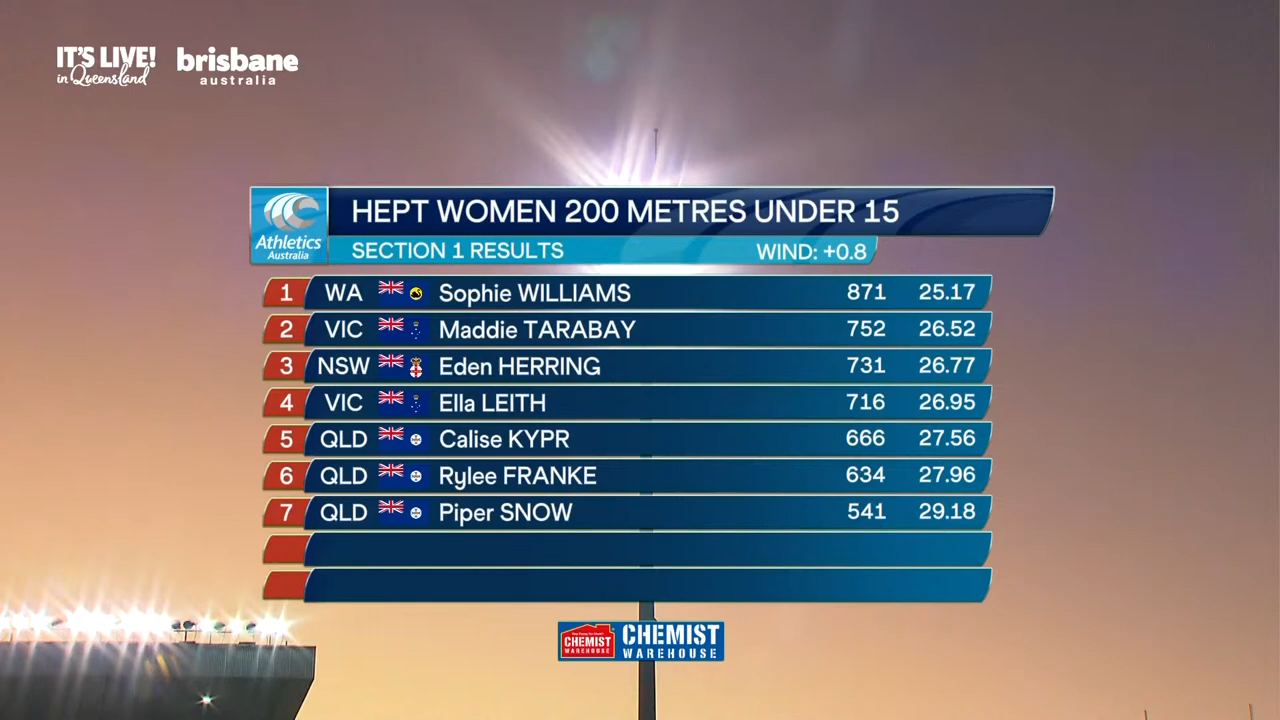 IT'S LIVE!
in Queensland
brisbane
australia
HEPT WOMEN 200 METRES UNDER 15
Athletics
Australia
SECTION 1 RESULTS WIND: +0.8
1 WA Sophie WILLIAMS 871 25.17
2 VIC Maddie TARABAY 752 26.52
3 NSW Eden HERRING 731 26.77
4 VIC Ella LEITH 716 26.95
5 QLD Calise KYPR 666 27.56
6 QLD Rylee FRANKE 634 27.96
7 QLD Piper SNOW 541 29.18
CHEMIST
WAREHOUSE
CHEMIST
WAREHOUSE